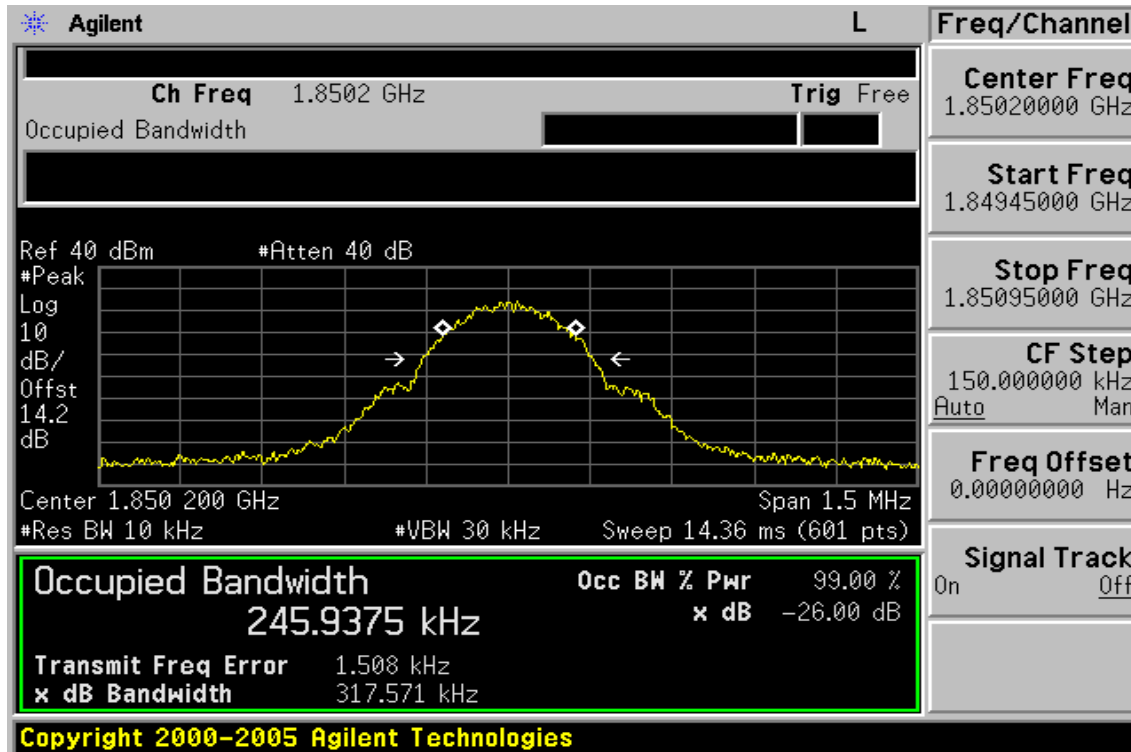 Agilent L
Freq/Channel
Ch Freq 1.8502 GHz Trig Free
Occupied Bandwidth
Center Freq
1.85020000 GHz
Start Freq
1.84945000 GHz
Stop Freq
1.85095000 GHz
CF Step
150.000000 kHz
Auto Man
Freq Offset
0.00000000 Hz
Signal Track
On Off
Ref 40 dBm #Atten 40 dB
#Peak
Log
10
dB/
Offst
14.2
dB
Center 1.850 200 GHz Span 1.5 MHz
#Res BW 10 kHz #VBW 30 kHz Sweep 14.36 ms (601 pts)
Occupied Bandwidth
245.9375 kHz
Occ BW % Pwr 99.00 %
x dB -26.00 dB
Transmit Freq Error 1.508 kHz
x dB Bandwidth 317.571 kHz
Copyright 2000-2005 Agilent Technologies